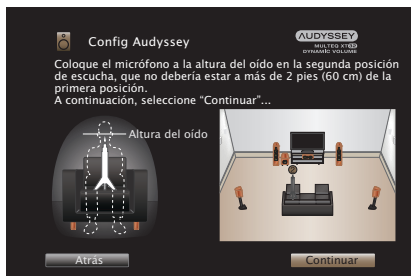 Config Audyssey
AUDYSSEY
MULTEQ XT32
DYNAMIC VOLUME
Coloque el micrófono a la altura del oído en la segunda posición
de escucha, que no debería estar a más de 2 pies (60 cm) de la
primera posición.
A continuación, seleccione “Continuar”...
Altura del oído
Atrás
Continuar